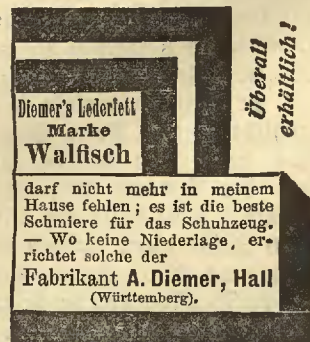 Diemer's Lederfett
Marke
Walfisch
Überall
erhältlich!
darf nicht mehr in meinem
Hause fehlen; es ist die beste
Schmiere für das Schuhzeug.
— Wo keine Niederlage, er-
richtet solche der
Fabrikant A. Diemer, Hall
(Württemberg).